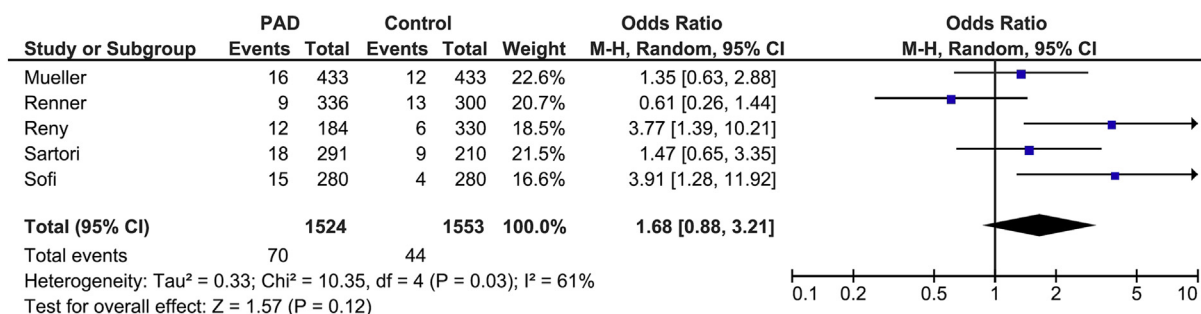 PAD Control Odds Ratio Odds Ratio
Study or Subgroup Events Total Events Total Weight M-H, Random, 95% CI M-H, Random, 95% CI
Mueller 16 433 12 433 22.6% 1.35 [0.63, 2.88]
Renner 9 336 13 300 20.7% 0.61 [0.26, 1.44]
Reny 12 184 6 330 18.5% 3.77 [1.39, 10.21]
Sartori 18 291 9 210 21.5% 1.47 [0.65, 3.35]
Sofi 15 280 4 280 16.6% 3.91 [1.28, 11.92]
Total (95% CI) 1524 1553 100.0% 1.68 [0.88, 3.21]
Total events 70 44
Heterogeneity: Tau² = 0.33; Chi² = 10.35, df = 4 (P = 0.03); I² = 61%
Test for overall effect: Z = 1.57 (P = 0.12)
0.1 0.2 0.5 1 2 5 10